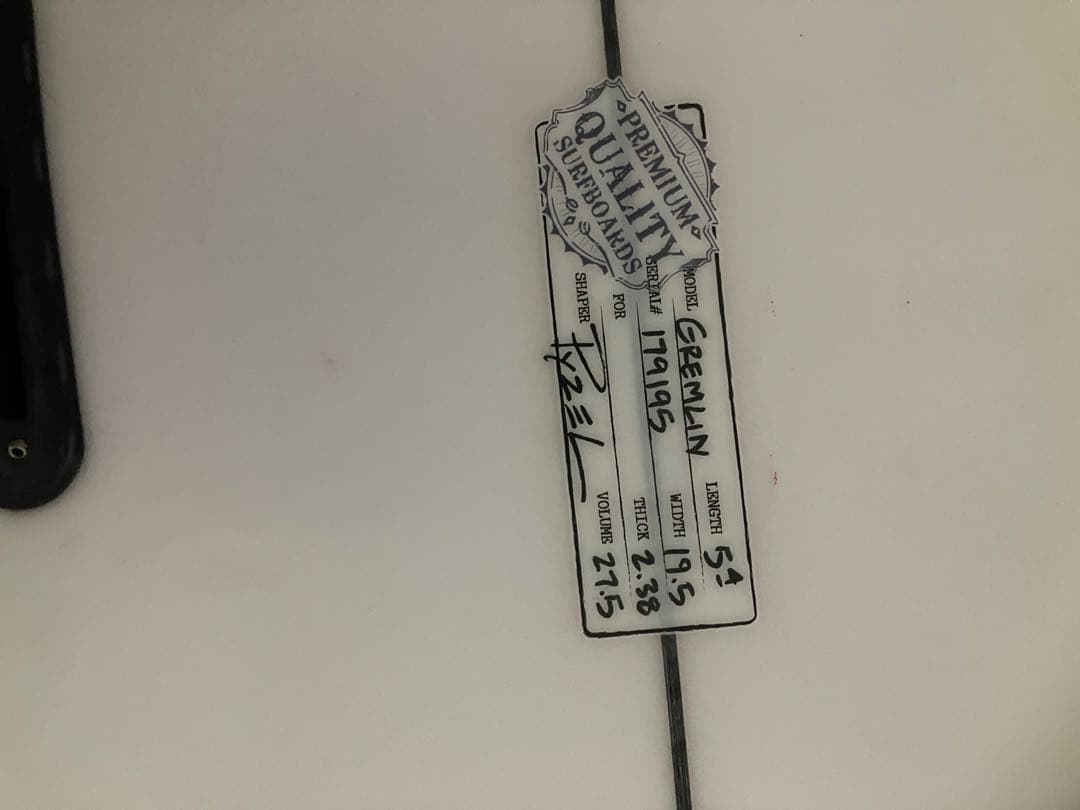 PREMIUM
QUALITY
SURFBOARDS
MODEL GREMLIN LENGTH 5 4
SERIAL# 179195 WIDTH 19.5
FOR THICK 2.38
SHAPER PYZEL VOLUME 27.5